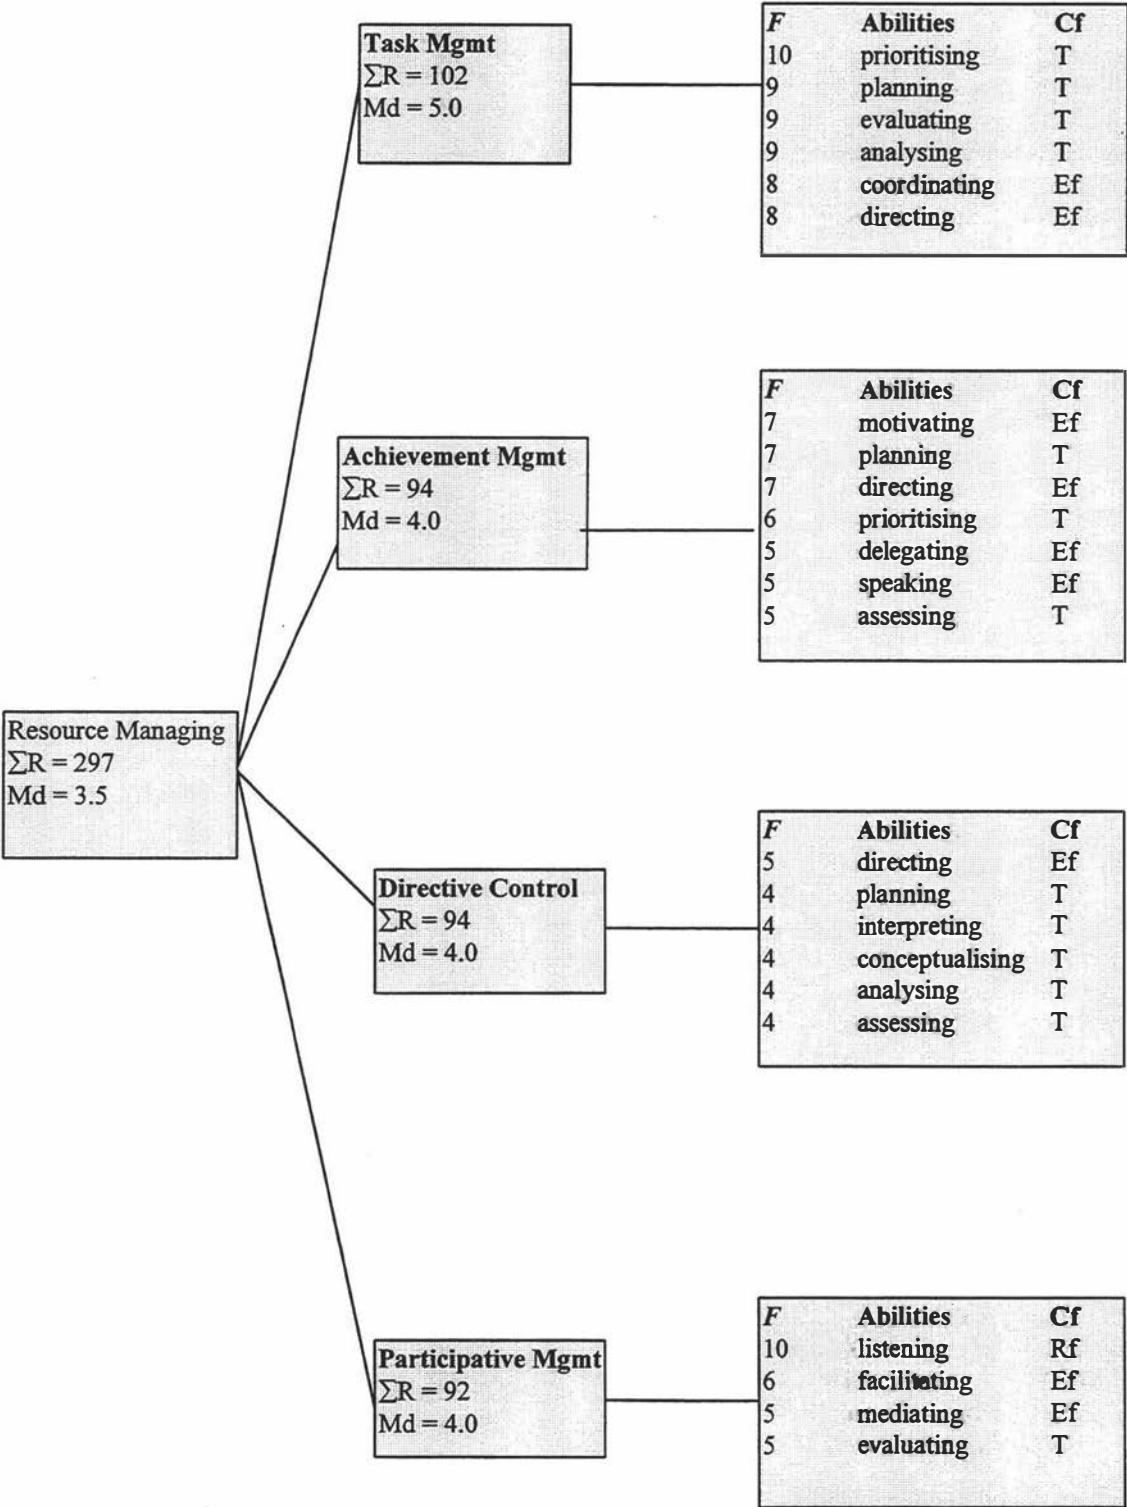 Task Mgmt
∑R = 102
Md = 5.0
F Abilities Cf
10 prioritising T
9 planning T
9 evaluating T
9 analysing T
8 coordinating Ef
8 directing Ef
Achievement Mgmt
∑R = 94
Md = 4.0
F Abilities Cf
7 motivating Ef
7 planning T
7 directing Ef
6 prioritising T
5 delegating Ef
5 speaking Ef
5 assessing T
Resource Managing
∑R = 297
Md = 3.5
Directive Control
∑R = 94
Md = 4.0
F Abilities Cf
5 directing Ef
4 planning T
4 interpreting T
4 conceptualising T
4 analysing T
4 assessing T
Participative Mgmt
∑R = 92
Md = 4.0
F Abilities Cf
10 listening Rf
6 facilitating Ef
5 mediating Ef
5 evaluating T